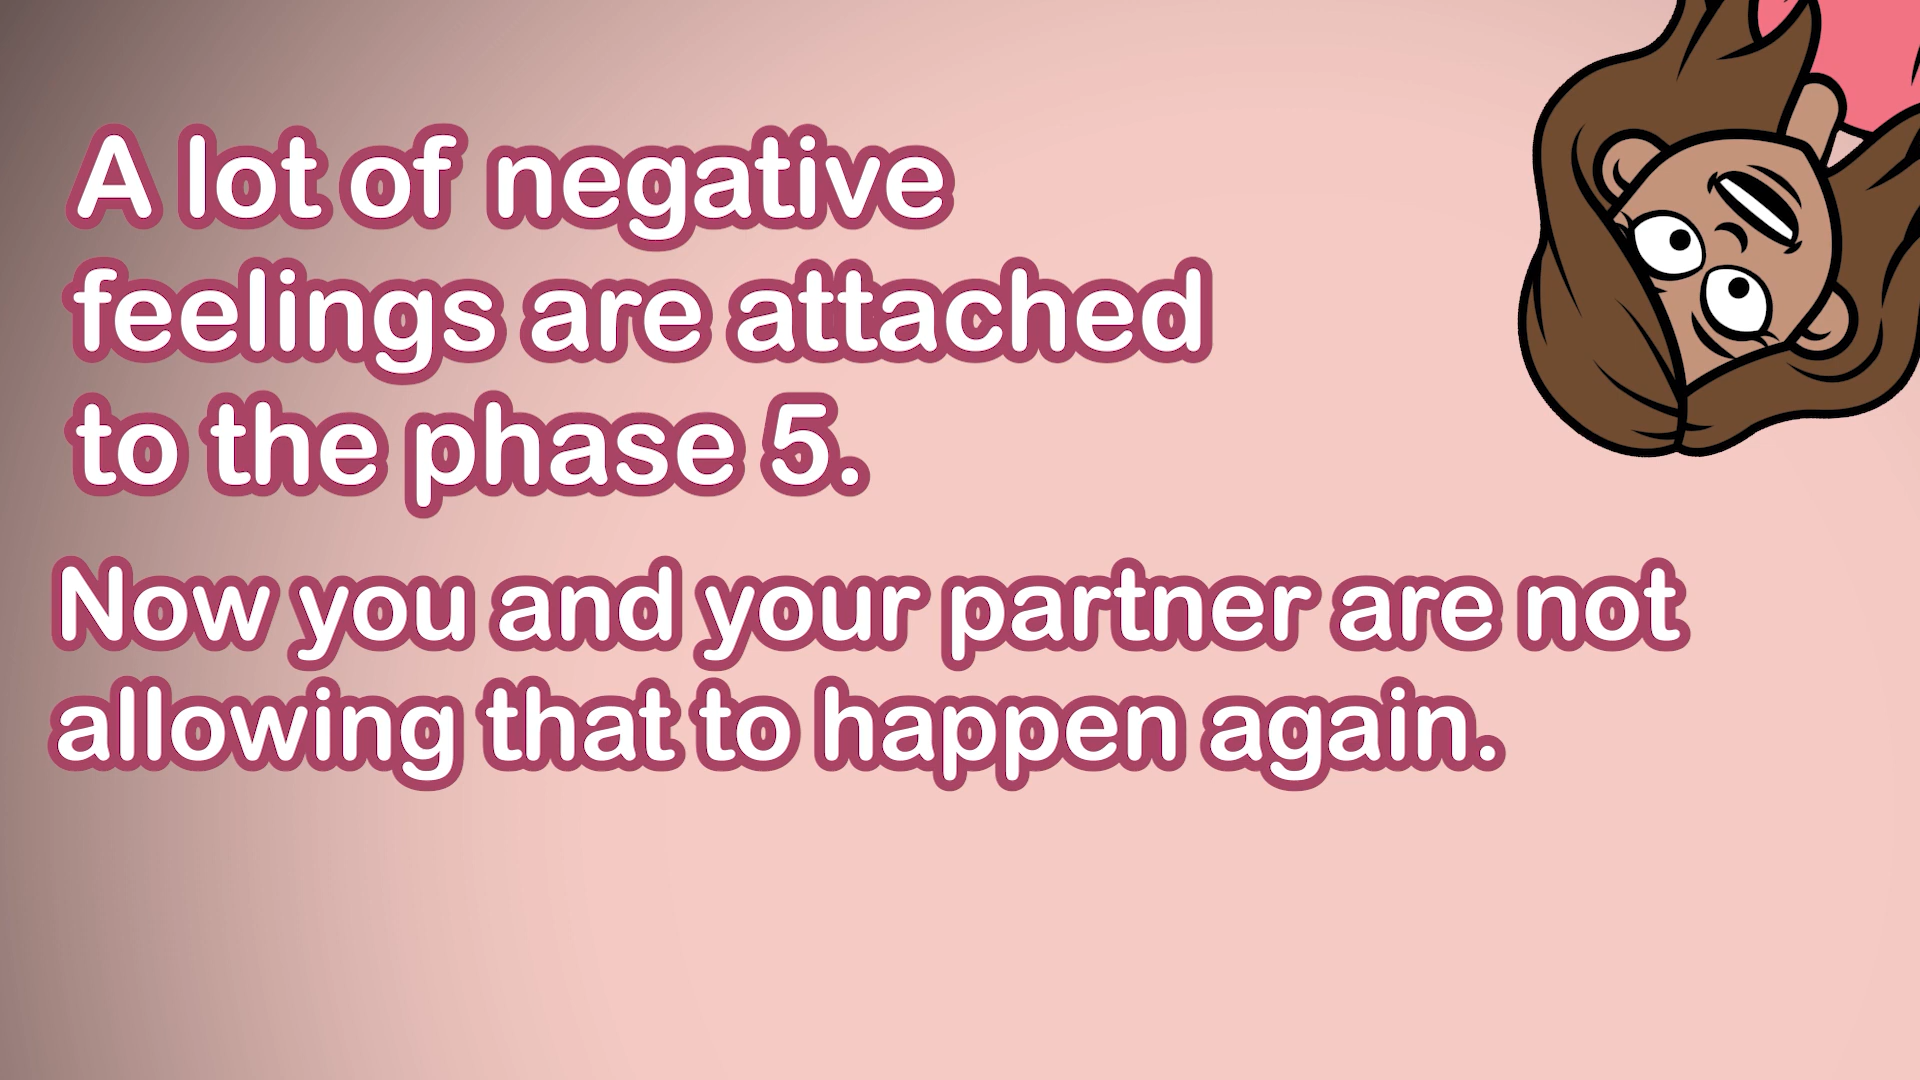 A lot of negative
feelings are attached
to the phase 5.
Now you and your partner are not
allowing that to happen again.